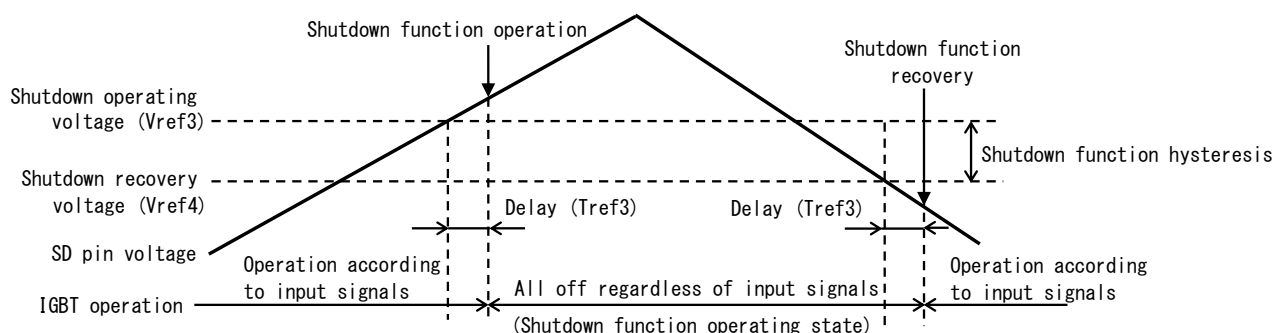 Shutdown function operation
Shutdown function
recovery
Shutdown operating
voltage (Vref3)
Shutdown function hysteresis
Shutdown recovery
voltage (Vref4)
Delay (Tref3)
Delay (Tref3)
SD pin voltage
Operation according
to input signals
All off regardless of input signals
Operation according
to input signals
IGBT operation
(Shutdown function operating state)